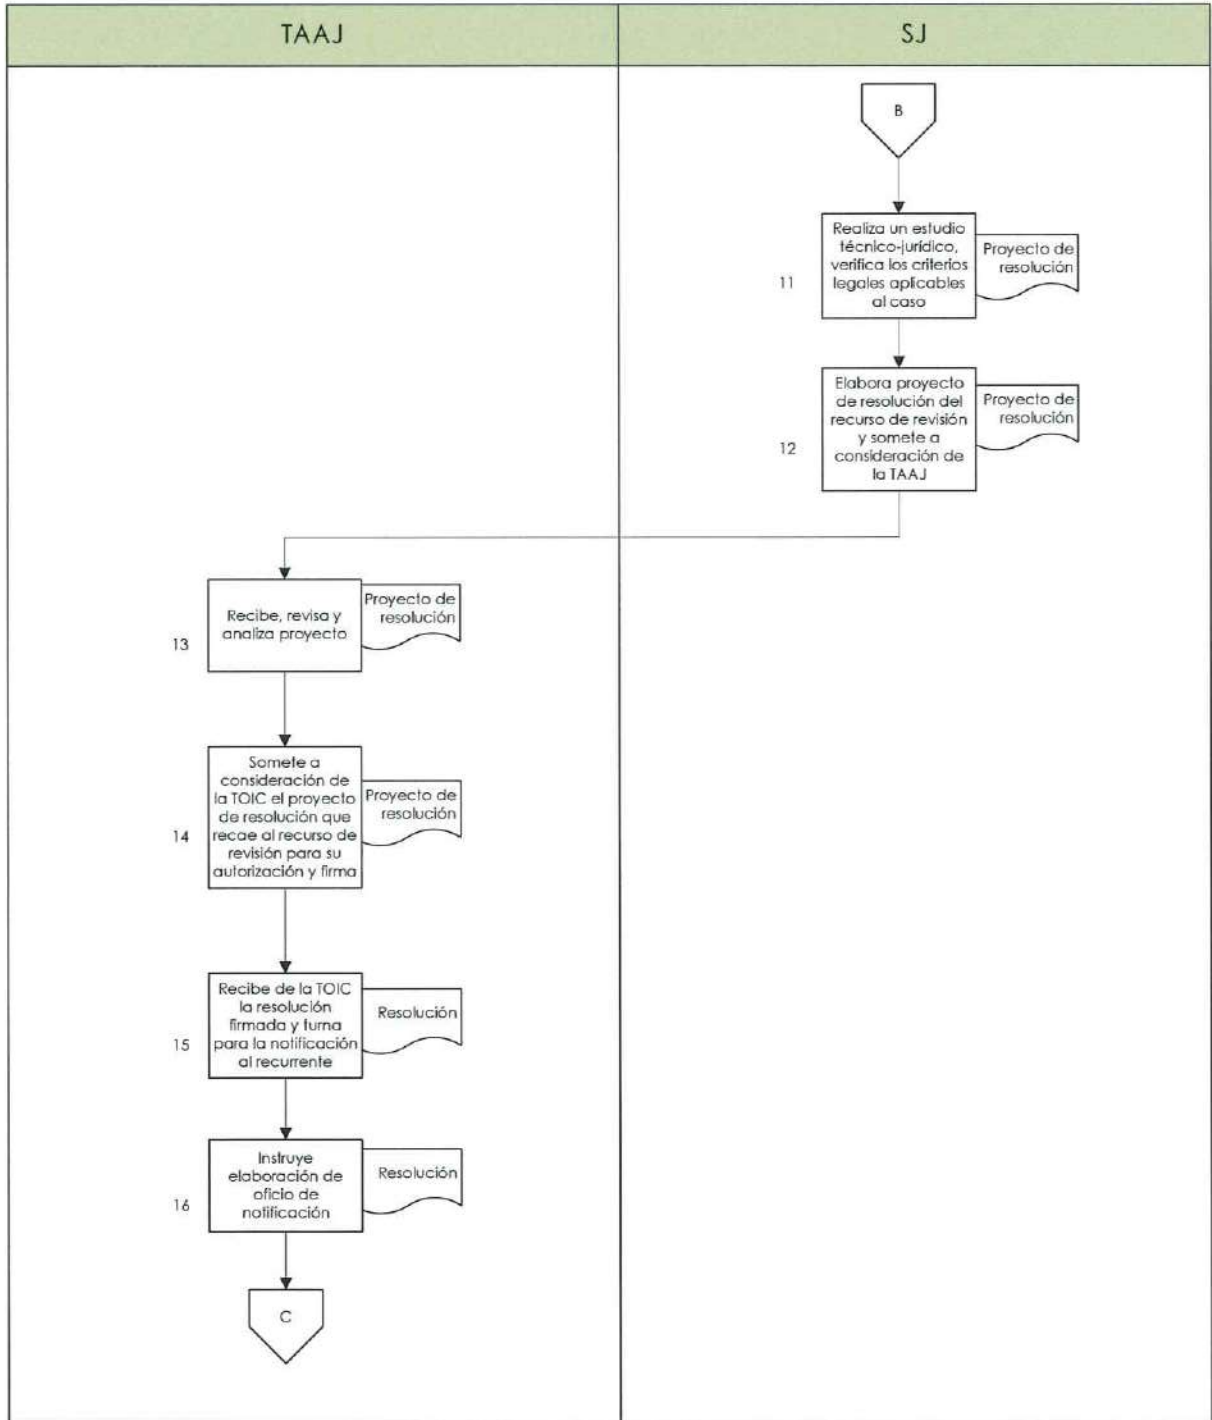 TAAJ
SJ
B
Realiza un estudio
técnico-jurídico,
verifica los criterios
legales aplicables
al caso
Proyecto de
resolución
11
Elabora proyecto
de resolución del
recurso de revisión
y somete a
consideración de
la TAAJ
Proyecto de
resolución
12
Recibe, revisa y
analiza proyecto
Proyecto de
resolución
13
Somete a
consideración de
la TOIC el proyecto
de resolución que
recae al recurso de
revisión para su
autorización y firma
Proyecto de
resolución
14
Recibe de la TOIC
la resolución
firmada y turna
para la notificación
al recurrente
Resolución
15
Instruye
elaboración de
oficio de
notificación
Resolución
16
C